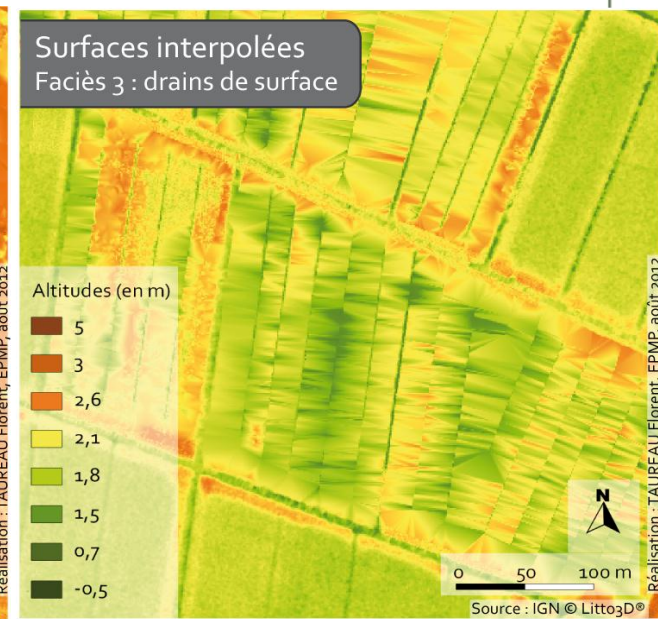 Surfaces interpolées
Faciès 3 : drains de surface
Altitudes (en m)
5
3
2,6
2,1
1,8
1,5
0,7
-0,5
N
0 50 100 m
Source : IGN © Litto3D®
Réalisation : TAUREAU Florent, EPMP, août 2012
Réalisation : TAUREAU Florent, EPMP, août 2012